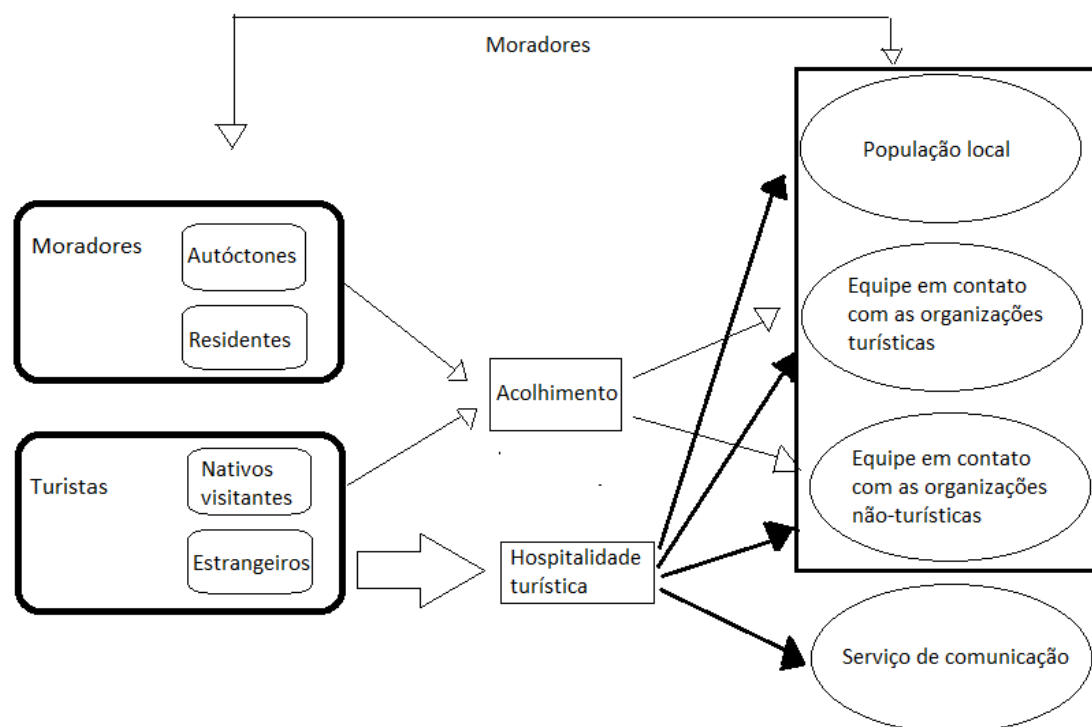 Moradores
Moradores
Autóctones
Residentes
Turistas
Nativos
visitantes
Estrangeiros
Acolhimento
Hospitalidade
turística
População local
Equipe em contato
com as organizações
turísticas
Equipe em contato
com as organizações
não-turísticas
Serviço de comunicação